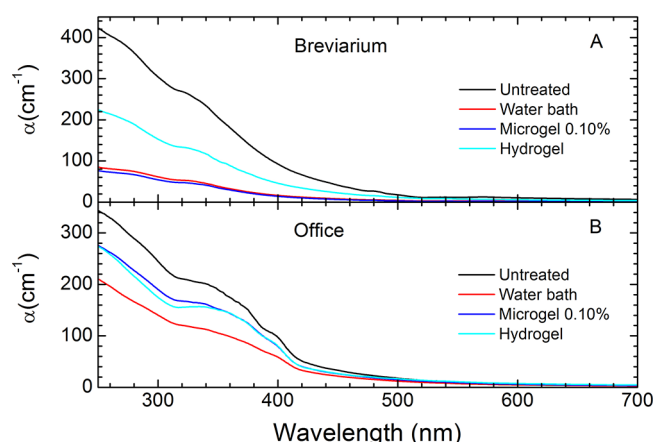 Breviarium
A
400
300
200
100
0
α(cm⁻¹)
Untreated
Water bath
Microgel 0.10%
Hydrogel
Office
B
300
200
100
0
α(cm⁻¹)
Untreated
Water bath
Microgel 0.10%
Hydrogel
300 400 500 600 700
Wavelength (nm)